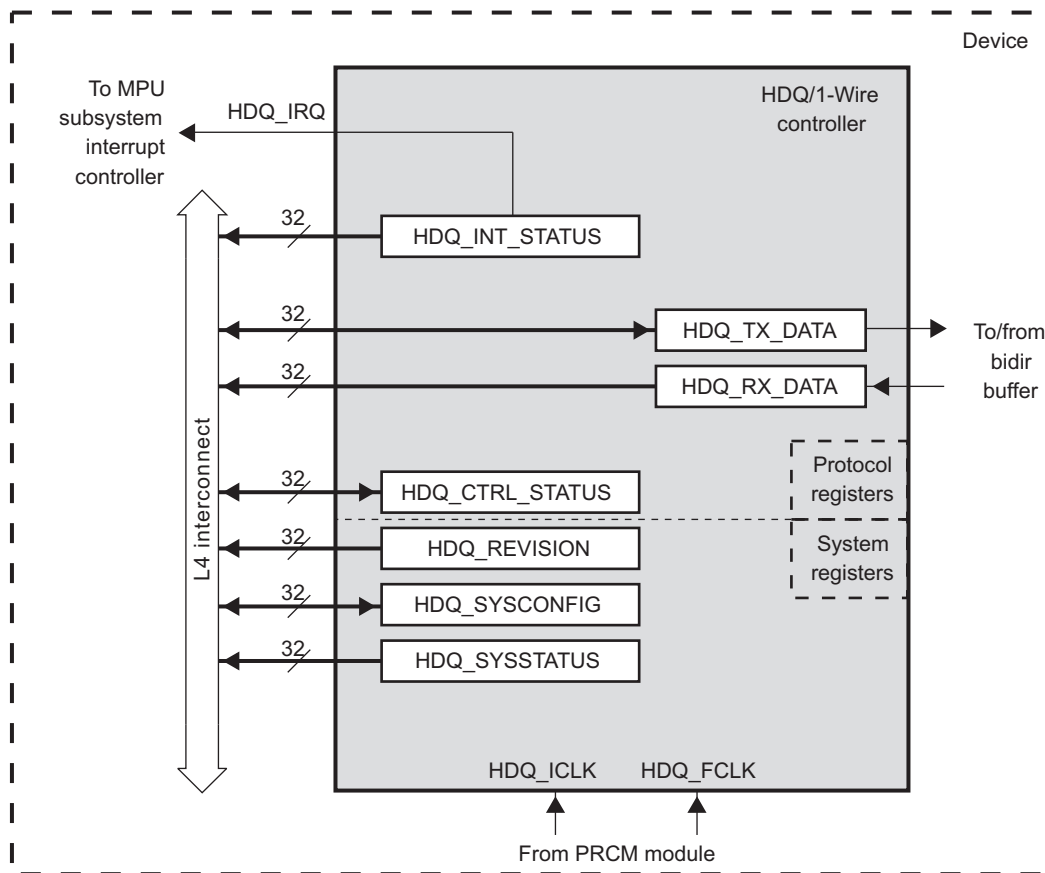 Device
To MPU
subsystem
interrupt
controller
HDQ_IRQ
HDQ/1-Wire
controller
32
HDQ_INT_STATUS
32
HDQ_TX_DATA
To/from
bidir
buffer
32
HDQ_RX_DATA
L4 interconnect
Protocol
registers
32
HDQ_CTRL_STATUS
32
HDQ_REVISION
System
registers
32
HDQ_SYSCONFIG
32
HDQ_SYSSTATUS
HDQ_ICLK
HDQ_FCLK
From PRCM module